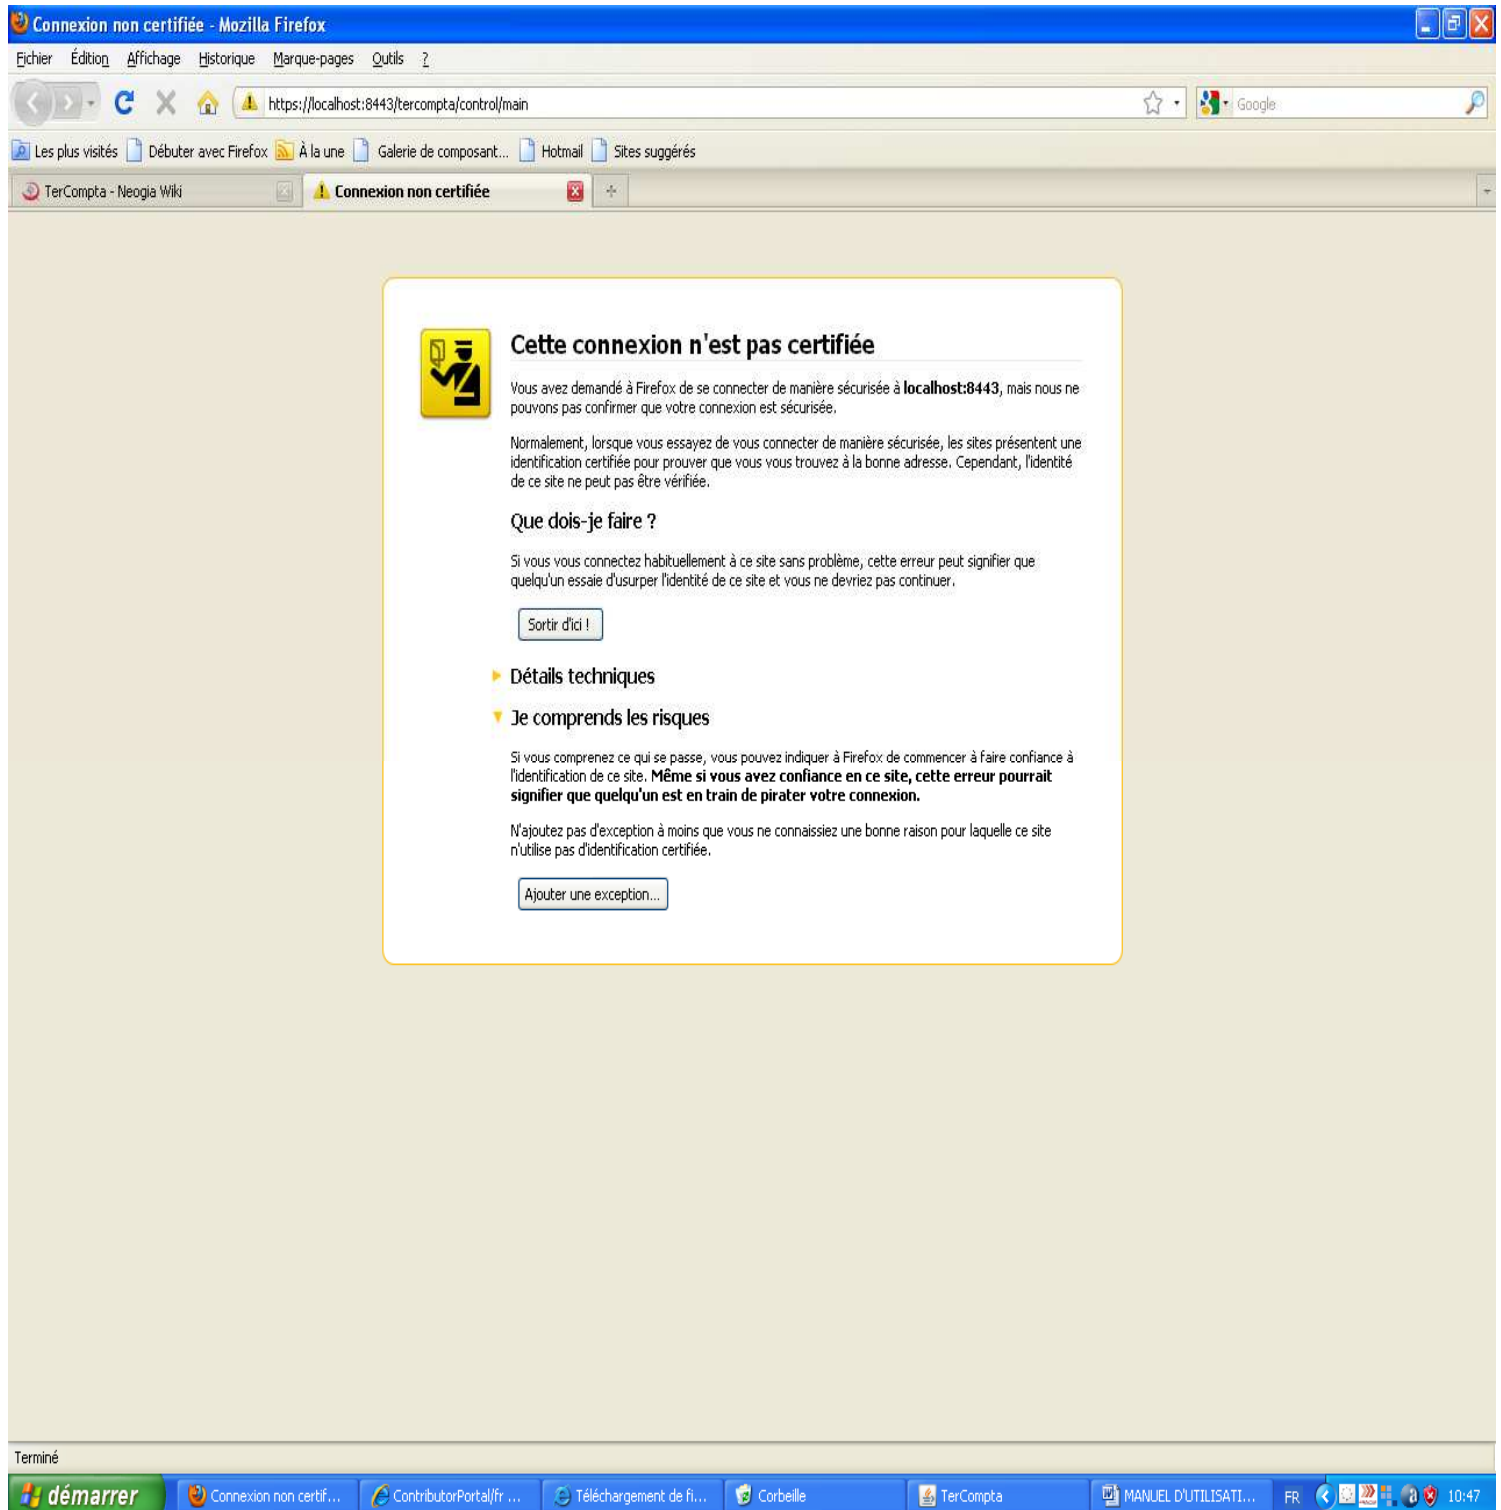 Connexion non certifiée - Mozilla Firefox
Fichier Édition Affichage Historique Marque-pages Outils ?
https://localhost:8443/tercompta/control/main Google
Les plus visités Débuter avec Firefox À la une Galerie de composant... Hotmail Sites suggérés
TerCompta - Neogia Wiki Connexion non certifiée
Cette connexion n'est pas certifiée
Vous avez demandé à Firefox de se connecter de manière sécurisée à localhost:8443, mais nous ne
pouvons pas confirmer que votre connexion est sécurisée.
Normalement, lorsque vous essayez de vous connecter de manière sécurisée, les sites présentent une
identification certifiée pour prouver que vous vous trouvez à la bonne adresse. Cependant, l'identité
de ce site ne peut pas être vérifiée.
Que dois-je faire ?
Si vous vous connectez habituellement à ce site sans problème, cette erreur peut signifier que
quelqu'un essaie d'usurper l'identité de ce site et vous ne devriez pas continuer.
Sortir d'ici !
Détails techniques
Je comprends les risques
Si vous comprenez ce qui se passe, vous pouvez indiquer à Firefox de commencer à faire confiance à
l'identification de ce site. Même si vous avez confiance en ce site, cette erreur pourrait
signifier que quelqu'un est en train de pirater votre connexion.
N'ajoutez pas d'exception à moins que vous ne connaissiez une bonne raison pour laquelle ce site
n'utilise pas d'identification certifiée.
Ajouter une exception...
Terminé
démarrer Connexion non certif... ContributorPortal/fr ... Téléchargement de fi... Corbeille TerCompta MANUEL D'UTILISATI... FR 10:47